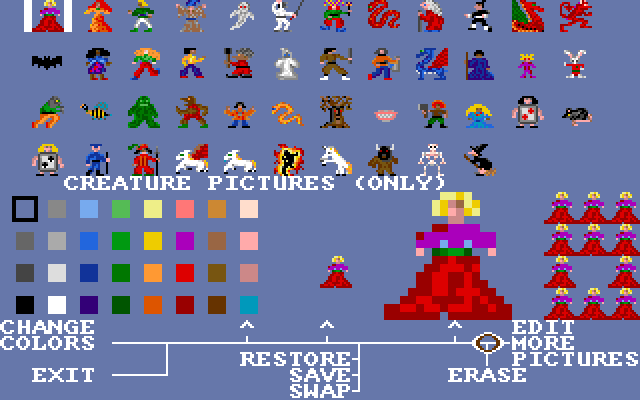 CREATURE PICTURES (ONLY)
CHANGE
COLORS
EXIT
RESTORE
SAVE
SWAP
EDIT
MORE
PICTURES
ERASE